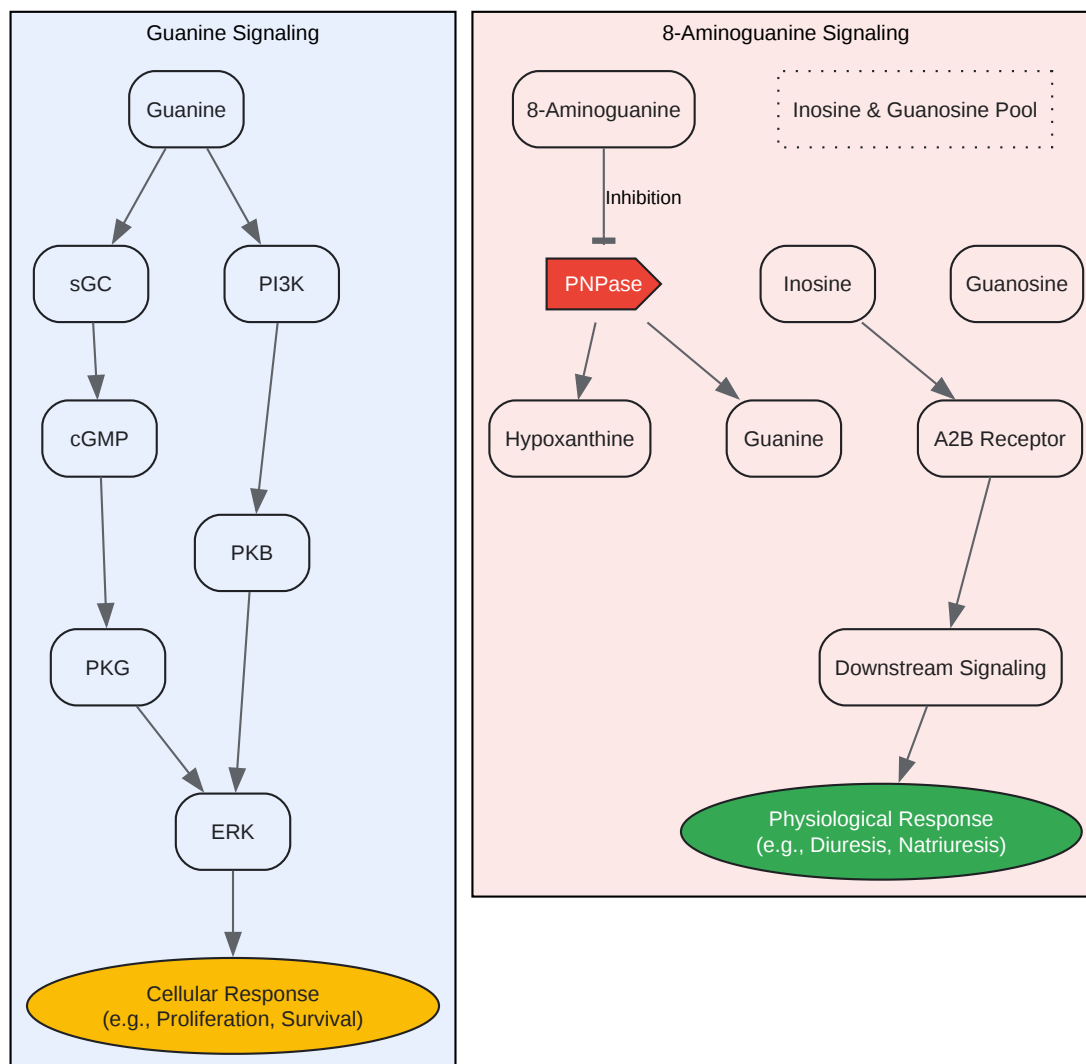 Guanine Signaling
Guanine
sGC
PI3K
cGMP
PKB
PKG
ERK
Cellular Response
(e.g., Proliferation, Survival)
8-Aminoguanine Signaling
8-Aminoguanine
Inosine & Guanosine Pool
Inhibition
PNPase
Inosine
Guanosine
Hypoxanthine
Guanine
A2B Receptor
Downstream Signaling
Physiological Response
(e.g., Diuresis, Natriuresis)